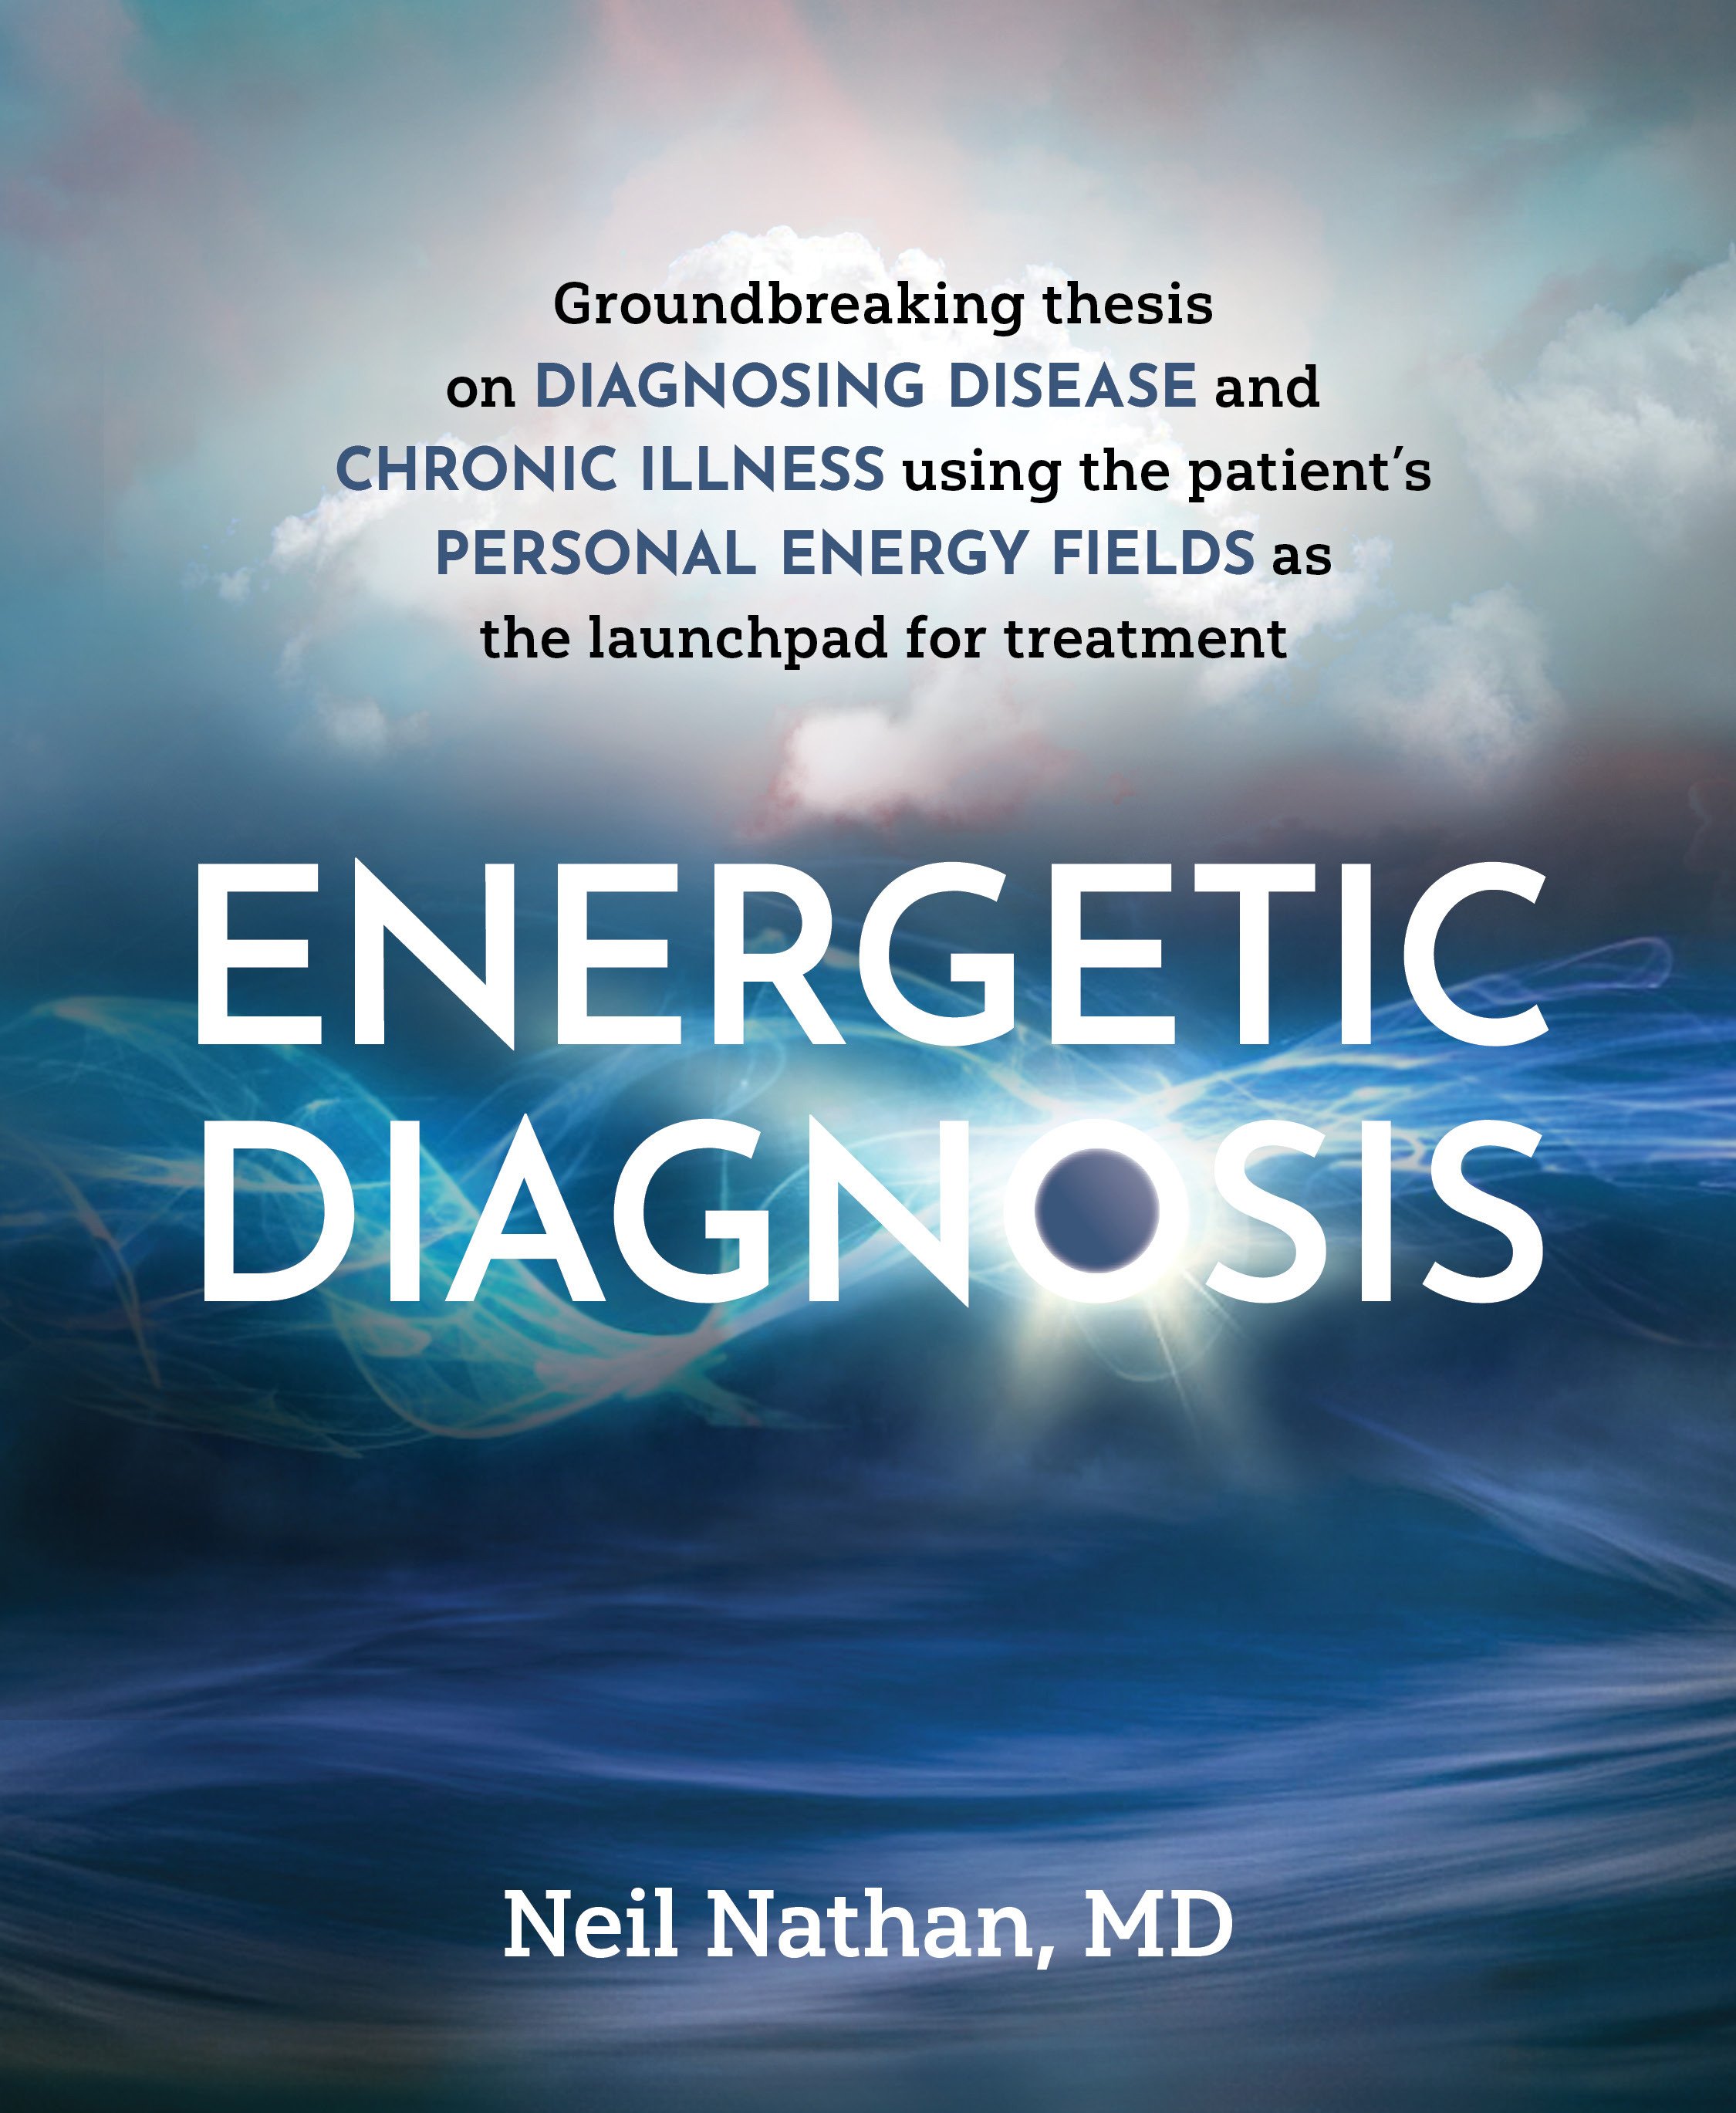 Groundbreaking thesis
on DIAGNOSING DISEASE and
CHRONIC ILLNESS using the patient’s
PERSONAL ENERGY FIELDS as
the launchpad for treatment
ENERGETIC
DIAGNOSIS
Neil Nathan, MD